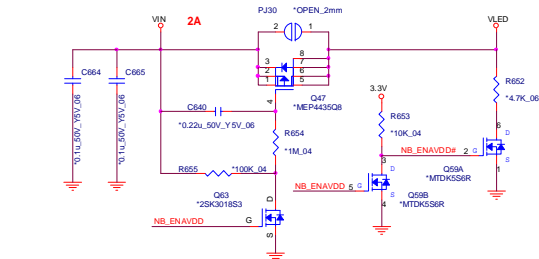 PJ30 *OPEN_2mm
VIN 2A 2 1 VLED
C664 C665
3 8
2 7
1 6
5
4
*0.1u_50V_Y5V_06
*0.1u_50V_Y5V_06
C640
*0.22u_50V_Y5V_06
Q47
*MEP4435Q8
R654
*1M_04
R655 *100K_04
Q63
*2SK3018S3
NB_ENAVDD G D S
3.3V
R653
*10K_04
R652
*4.7K_06
NB_ENAVDD# 2 G 6 D S 1
Q59A
*MTDK5S6R
NB_ENAVDD 5 G 3 D S 4
Q59B
*MTDK5S6R